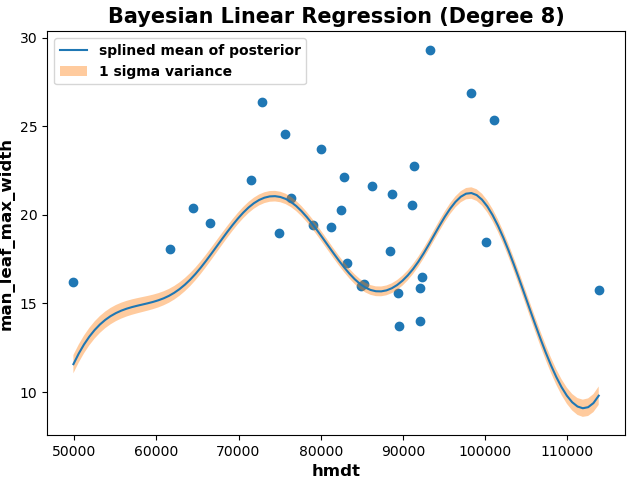 Bayesian Linear Regression (Degree 8)
splined mean of posterior
1 sigma variance
man_leaf_max_width
30
25
20
15
10
50000 60000 70000 80000 90000 100000 110000
hmdt